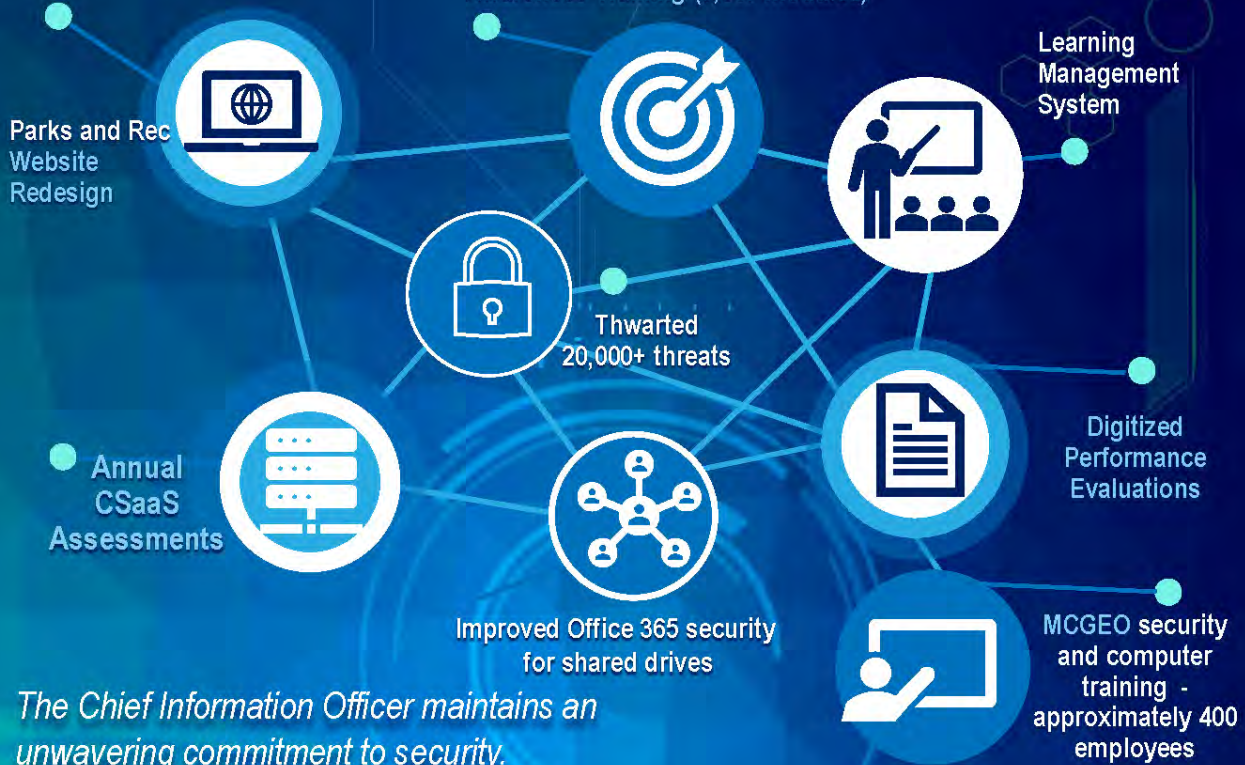 Learning
Management
System
Parks and Rec
Website
Redesign
Thwarted
20,000+ threats
Digitized
Performance
Evaluations
Annual
CSaaS
Assessments
Improved Office 365 security
for shared drives
MCGEO security
and computer
training -
approximately 400
employees
The Chief Information Officer maintains an
unwavering commitment to security.